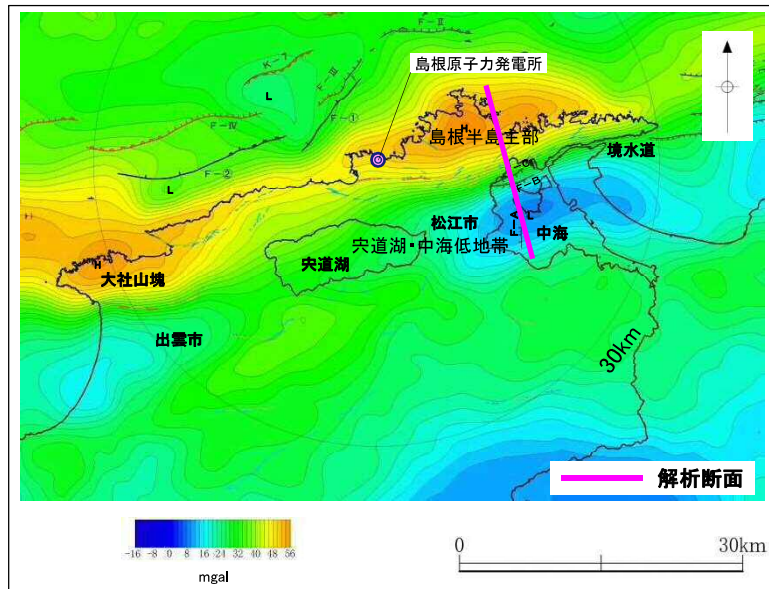 F-Ⅱ
K-7
F-Ⅲ
島根原子力発電所
L
F-①
F-Ⅳ
H
島根半島主部
境水道
F-2
L
F-B
松江市
F-A
中海
宍道湖・中海低地帯
宍道湖
H
大社山塊
出雲市
30km
解析断面
-16 -8 0 8 16 24 32 40 48 56
mgal
0 30km